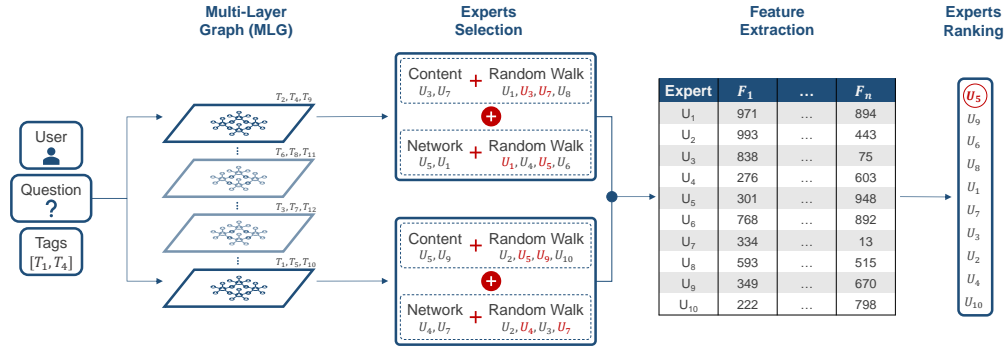 Multi-Layer
Graph (MLG)
Experts
Selection
Feature
Extraction
Experts
Ranking
User
Question
?
Tags
[T₁, T₄]
T₂, T₄, T₉
T₆, T₈, T₁₁
T₃, T₇, T₁₂
T₁, T₅, T₁₀
Content + Random Walk
U₃, U₇ U₁, U₃, U₇, U₈
+
Network + Random Walk
U₅, U₁ U₁, U₄, U₅, U₆
Content + Random Walk
U₅, U₉ U₂, U₅, U₉, U₁₀
+
Network + Random Walk
U₄, U₇ U₂, U₄, U₃, U₇
Expert F₁ ... Fₙ
U₁ 971 ... 894
U₂ 993 ... 443
U₃ 838 ... 75
U₄ 276 ... 603
U₅ 301 ... 948
U₆ 768 ... 892
U₇ 334 ... 13
U₈ 593 ... 515
U₉ 349 ... 670
U₁₀ 222 ... 798
U₅
U₉
U₆
U₈
U₁
U₇
U₃
U₂
U₄
U₁₀